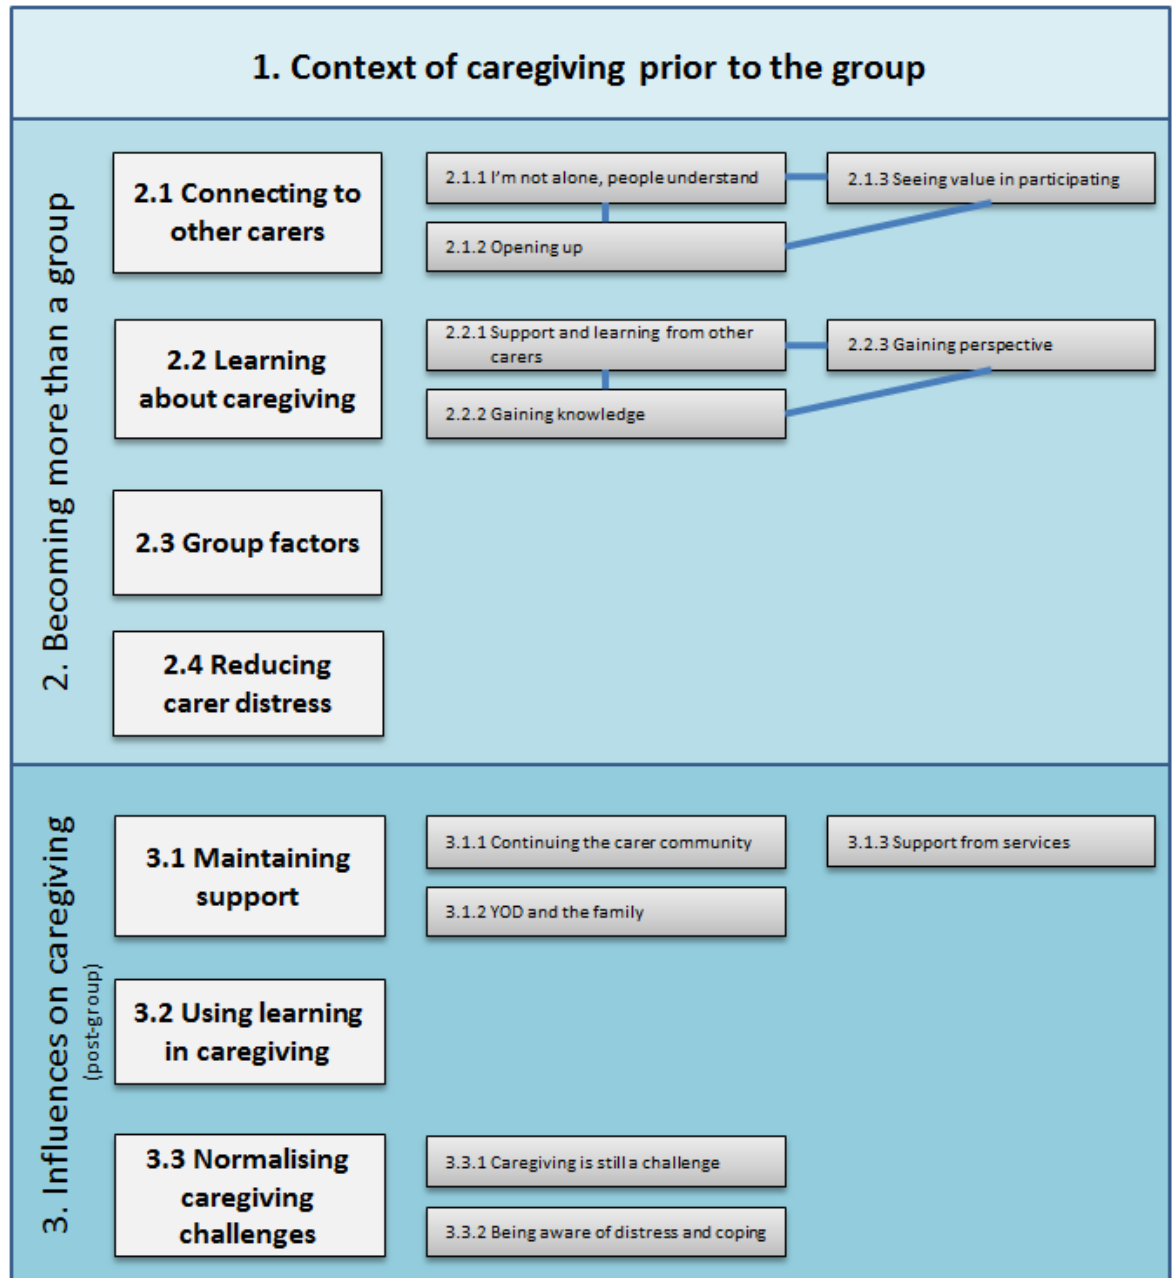 1. Context of caregiving prior to the group
2. Becoming more than a group
2.1 Connecting to
other carers
2.1.1 I'm not alone, people understand
2.1.2 Opening up
2.1.3 Seeing value in participating
2.2 Learning
about caregiving
2.2.1 Support and learning from other
carers
2.2.2 Gaining knowledge
2.2.3 Gaining perspective
2.3 Group factors
2.4 Reducing
carer distress
3. Influences on caregiving
(post-group)
3.1 Maintaining
support
3.1.1 Continuing the carer community
3.1.2 YOD and the family
3.1.3 Support from services
3.2 Using learning
in caregiving
3.3 Normalising
caregiving
challenges
3.3.1 Caregiving is still a challenge
3.3.2 Being aware of distress and coping